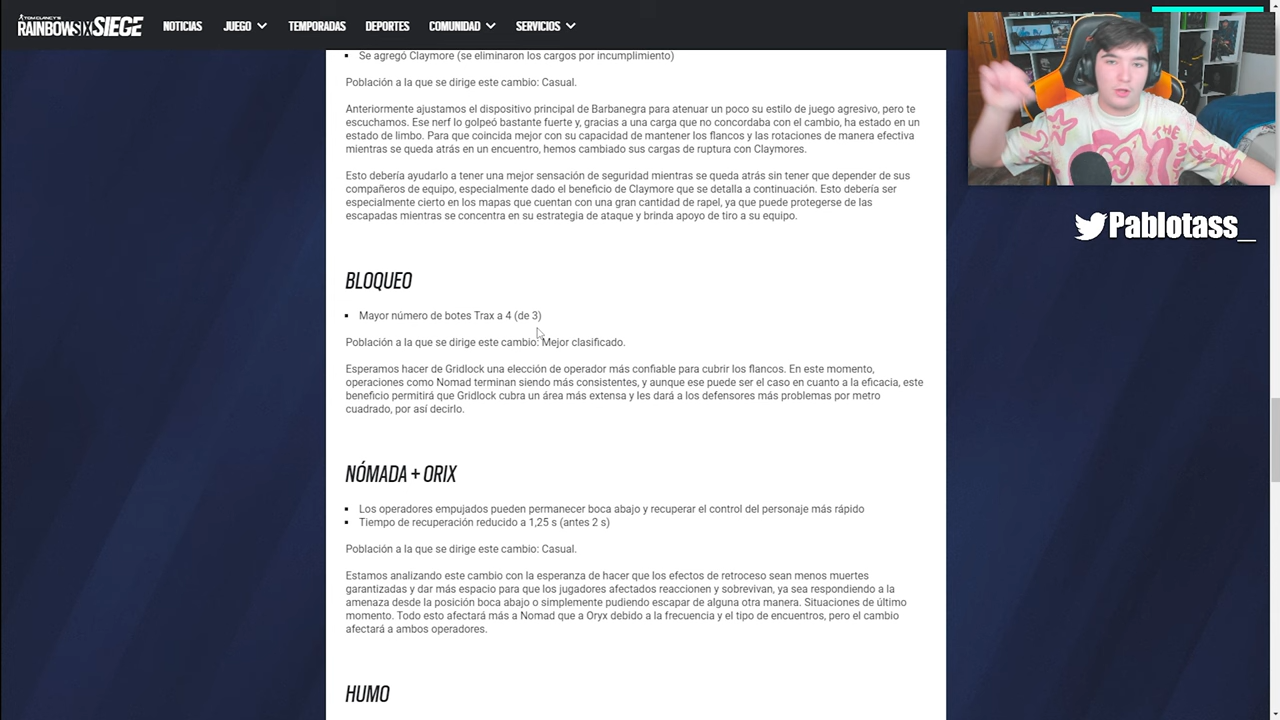 TOM CLANCY'S
RAINBOWSIX SIEGE
NOTICIAS
JUEGO
TEMPORADAS
DEPORTES
COMUNIDAD
SERVICIOS
Se agregó Claymore (se eliminaron los cargos por incumplimiento)
Población a la que se dirige este cambio: Casual.
Anteriormente ajustamos el dispositivo principal de Barbanegra para atenuar un poco su estilo de juego agresivo, pero te
escuchamos. Ese nerf lo golpeó bastante fuerte y, gracias a una carga que no concordaba con el cambio, ha estado en un
estado de limbo. Para que coincida mejor con su capacidad de mantener los flancos y las rotaciones de manera efectiva
mientras se queda atrás en un encuentro, hemos cambiado sus cargas de ruptura con Claymores.
Esto debería ayudarlo a tener una mejor sensación de seguridad mientras se queda atrás sin tener que depender de sus
compañeros de equipo, especialmente dado el beneficio de Claymore que se detalla a continuación. Esto debería ser
especialmente cierto en los mapas que cuentan con una gran cantidad de rapel, ya que puede protegerse de las
escapadas mientras se concentra en su estrategia de ataque y brinda apoyo de tiro a su equipo.
BLOQUEO
Mayor número de botes Trax a 4 (de 3)
Población a la que se dirige este cambio: Mejor clasificado.
Esperamos hacer de Gridlock una elección de operador más confiable para cubrir los flancos. En este momento,
operaciones como Nomad terminan siendo más consistentes, y aunque ese puede ser el caso en cuanto a la eficacia, este
beneficio permitirá que Gridlock cubra un área más extensa y les dará a los defensores más problemas por metro
cuadrado, por así decirlo.
NÓMADA + ORIX
Los operadores empujados pueden permanecer boca abajo y recuperar el control del personaje más rápido
Tiempo de recuperación reducido a 1,25 s (antes 2 s)
Población a la que se dirige este cambio: Casual.
Estamos analizando este cambio con la esperanza de hacer que los efectos de retroceso sean menos muertes
garantizadas y dar más espacio para que los jugadores afectados reaccionen y sobrevivan, ya sea respondiendo a la
amenaza desde la posición boca abajo o simplemente pudiendo escapar de alguna otra manera. Situaciones de último
momento. Todo esto afectará más a Nomad que a Oryx debido a la frecuencia y el tipo de encuentros, pero el cambio
afectará a ambos operadores.
HUMO
Pablotass_